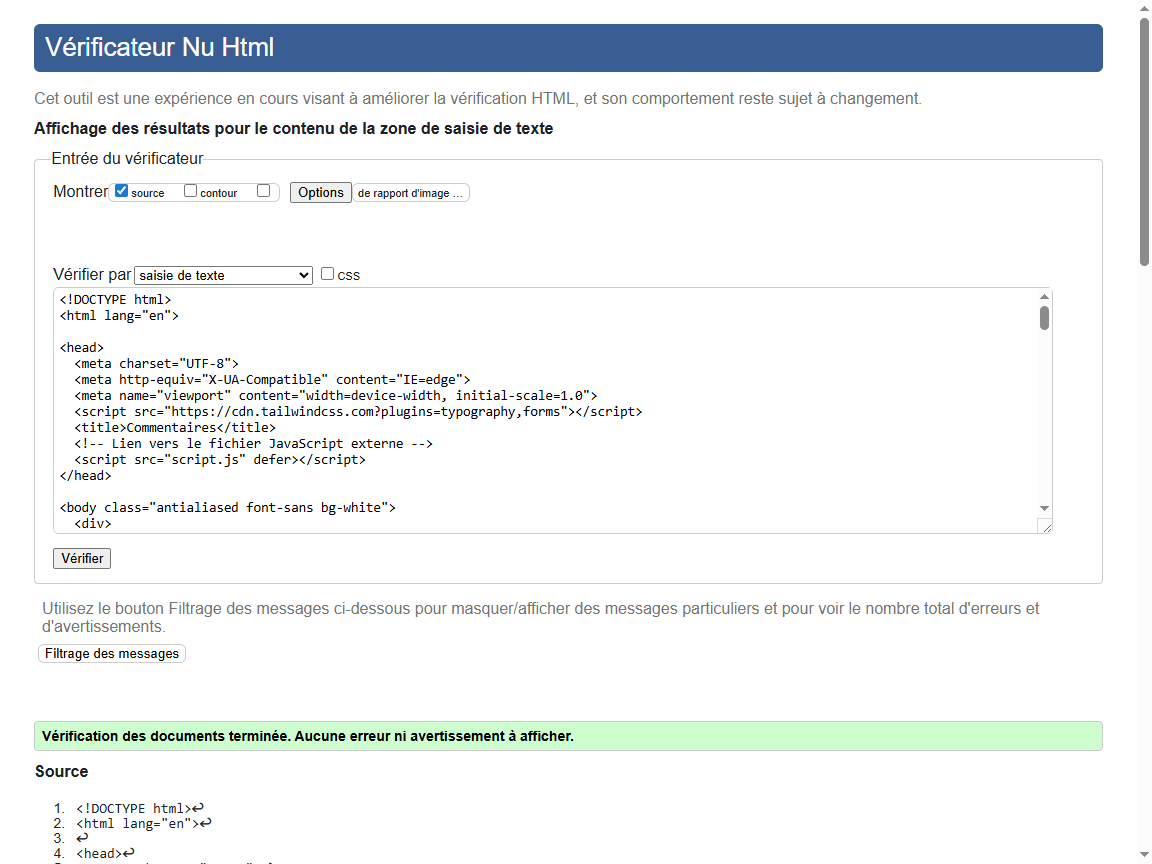 Vérificateur Nu Html
Cet outil est une expérience en cours visant à améliorer la vérification HTML, et son comportement reste sujet à changement.
Affichage des résultats pour le contenu de la zone de saisie de texte
Entrée du vérificateur
Montrer source contour Options de rapport d'image ...
Vérifier par saisie de texte css
<!DOCTYPE html>
<html lang="en">
<head>
<meta charset="UTF-8">
<meta http-equiv="X-UA-Compatible" content="IE=edge">
<meta name="viewport" content="width=device-width, initial-scale=1.0">
<script src="https://cdn.tailwindcss.com?plugins=typography,forms"></script>
<title>Commentaires</title>
<!-- Lien vers le fichier JavaScript externe -->
<script src="script.js" defer></script>
</head>
<body class="antialiased font-sans bg-white">
<div>
Vérifier
Utilisez le bouton Filtrage des messages ci-dessous pour masquer/afficher des messages particuliers et pour voir le nombre total d'erreurs et
d'avertissements.
Filtrage des messages
Vérification des documents terminée. Aucune erreur ni avertissement à afficher.
Source
1. <!DOCTYPE html>↩
2. <html lang="en">↩
3. ↩
4. <head>↩